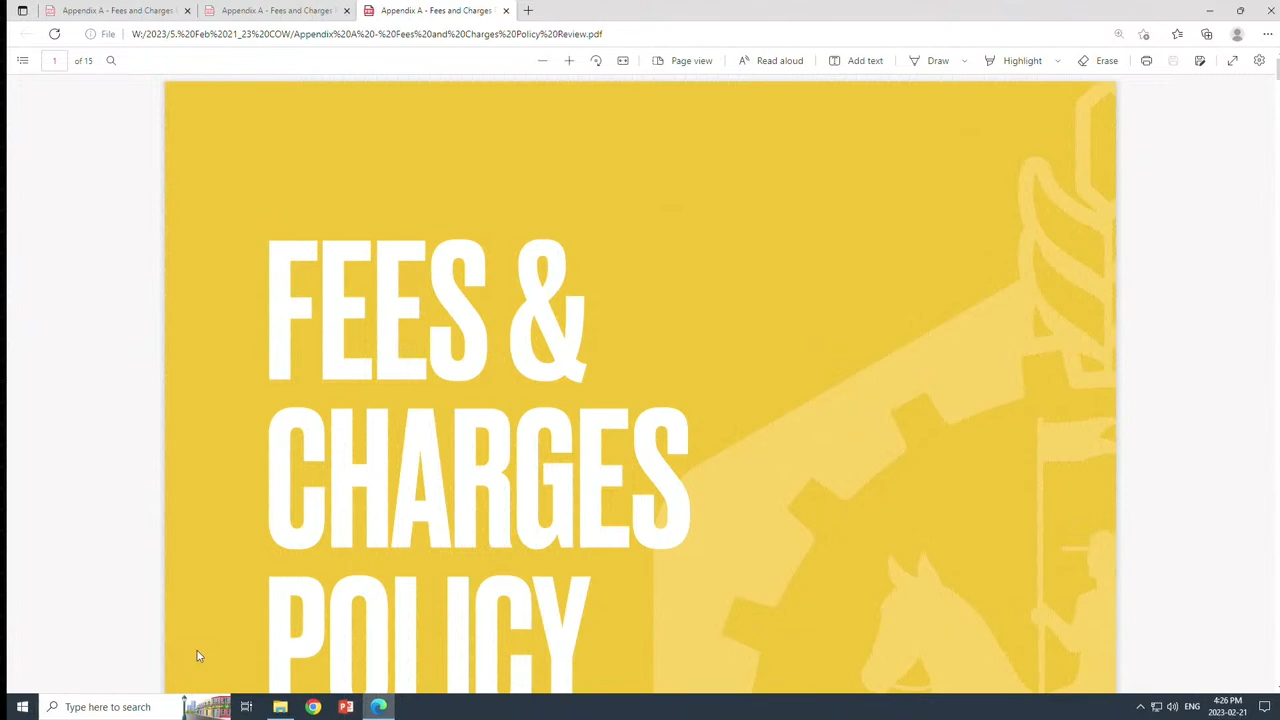 Appendix A - Fees and Charges
Appendix A - Fees and Charges
Appendix A - Fees and Charges
File
W:/2023/5.%20Feb%2021_23%20COW/Appendix%20A%20-%20Fees%20and%20Charges%20Policy%20Review.pdf
1 of 15
Page view
Read aloud
Add text
Draw
Highlight
Erase
FEES &
CHARGES
POLICY
Type here to search
ENG
4:26 PM
2023-02-21